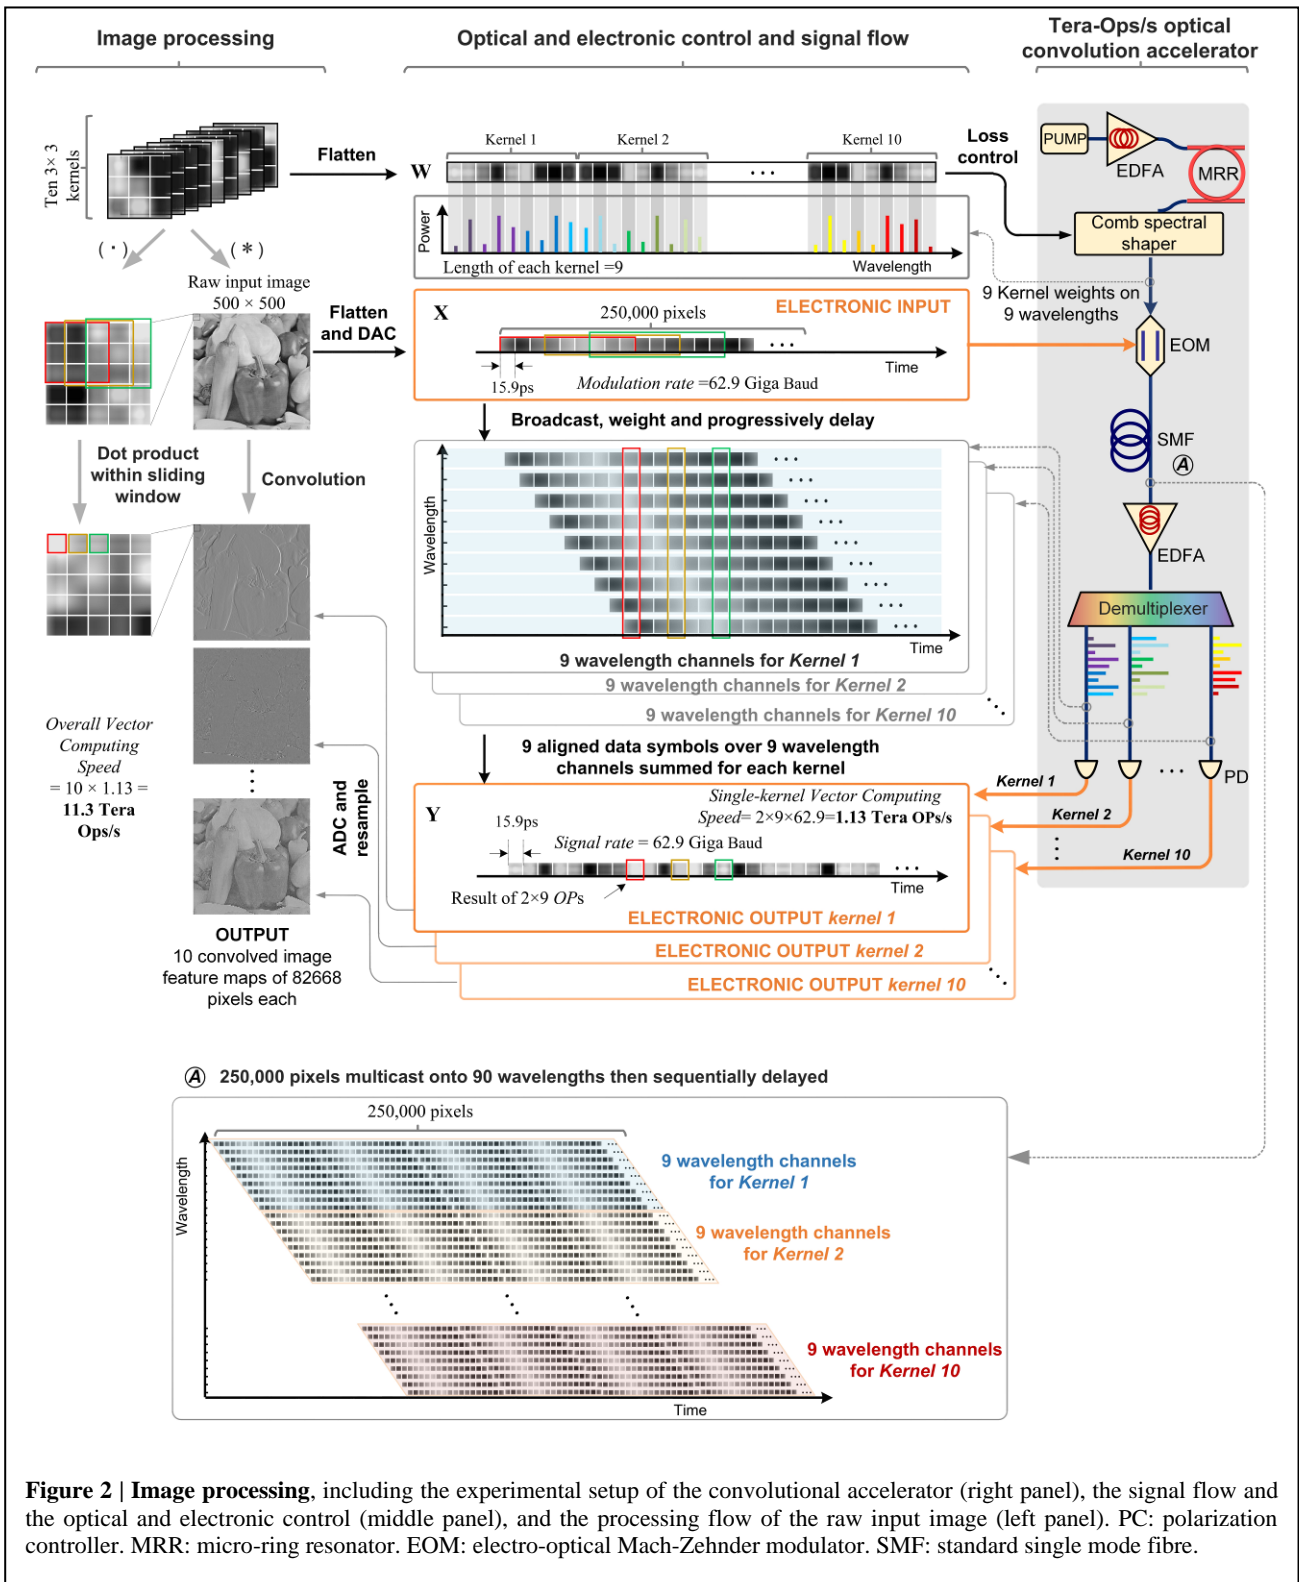 Image processing
Optical and electronic control and signal flow
Tera-Ops/s optical
convolution accelerator
Ten 3× 3
kernels
Flatten
W
Kernel 1
Kernel 2
Kernel 10
...
Loss
control
PUMP
EDFA
MRR
Comb spectral
shaper
Power
Length of each kernel =9
Wavelength
( · )
( * )
Raw input image
500 × 500
Flatten
and DAC
9 Kernel weights on
9 wavelengths
X
ELECTRONIC INPUT
250,000 pixels
...
Time
15.9ps
Modulation rate =62.9 Giga Baud
EOM
Broadcast, weight and progressively delay
SMF
A
EDFA
Demultiplexer
Dot product
within sliding
window
Convolution
Wavelength
...
...
...
...
...
...
...
...
...
Time
9 wavelength channels for Kernel 1
9 wavelength channels for Kernel 2
9 wavelength channels for Kernel 10
...
Overall Vector
Computing
Speed
= 10 × 1.13 =
11.3 Tera
Ops/s
...
9 aligned data symbols over 9 wavelength
channels summed for each kernel
...
PD
Kernel 1
Kernel 2
...
Kernel 10
ADC and
resample
Y
Single-kernel Vector Computing
Speed= 2×9×62.9=1.13 Tera OPs/s
15.9ps
Signal rate = 62.9 Giga Baud
...
Time
Result of 2×9 OPs
ELECTRONIC OUTPUT kernel 1
ELECTRONIC OUTPUT kernel 2
ELECTRONIC OUTPUT kernel 10
...
OUTPUT
10 convolved image
feature maps of 82668
pixels each
A 250,000 pixels multicast onto 90 wavelengths then sequentially delayed
250,000 pixels
Wavelength
9 wavelength channels
for Kernel 1
9 wavelength channels
for Kernel 2
... ... ...
9 wavelength channels
for Kernel 10
Time
Figure 2 | Image processing, including the experimental setup of the convolutional accelerator (right panel), the signal flow and
the optical and electronic control (middle panel), and the processing flow of the raw input image (left panel). PC: polarization
controller. MRR: micro-ring resonator. EOM: electro-optical Mach-Zehnder modulator. SMF: standard single mode fibre.